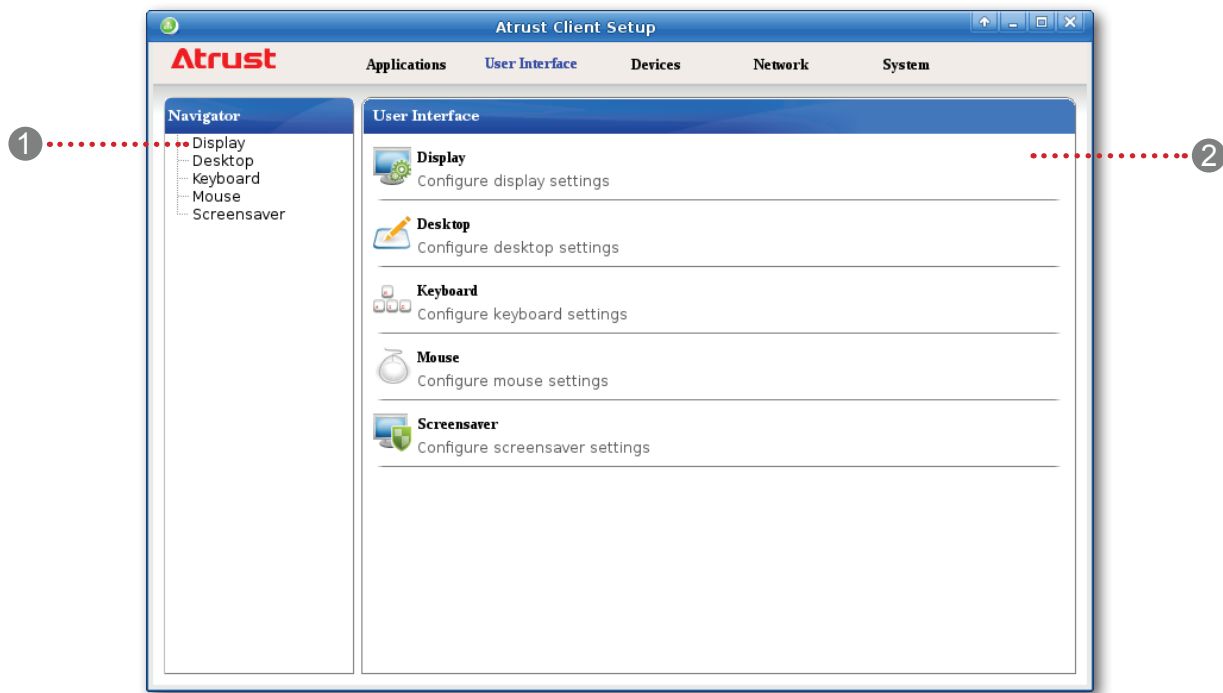 Atrust Client Setup
Atrust
Applications User Interface Devices Network System
Navigator
Display
Desktop
Keyboard
Mouse
Screensaver
User Interface
Display
Configure display settings
Desktop
Configure desktop settings
Keyboard
Configure keyboard settings
Mouse
Configure mouse settings
Screensaver
Configure screensaver settings
1
2